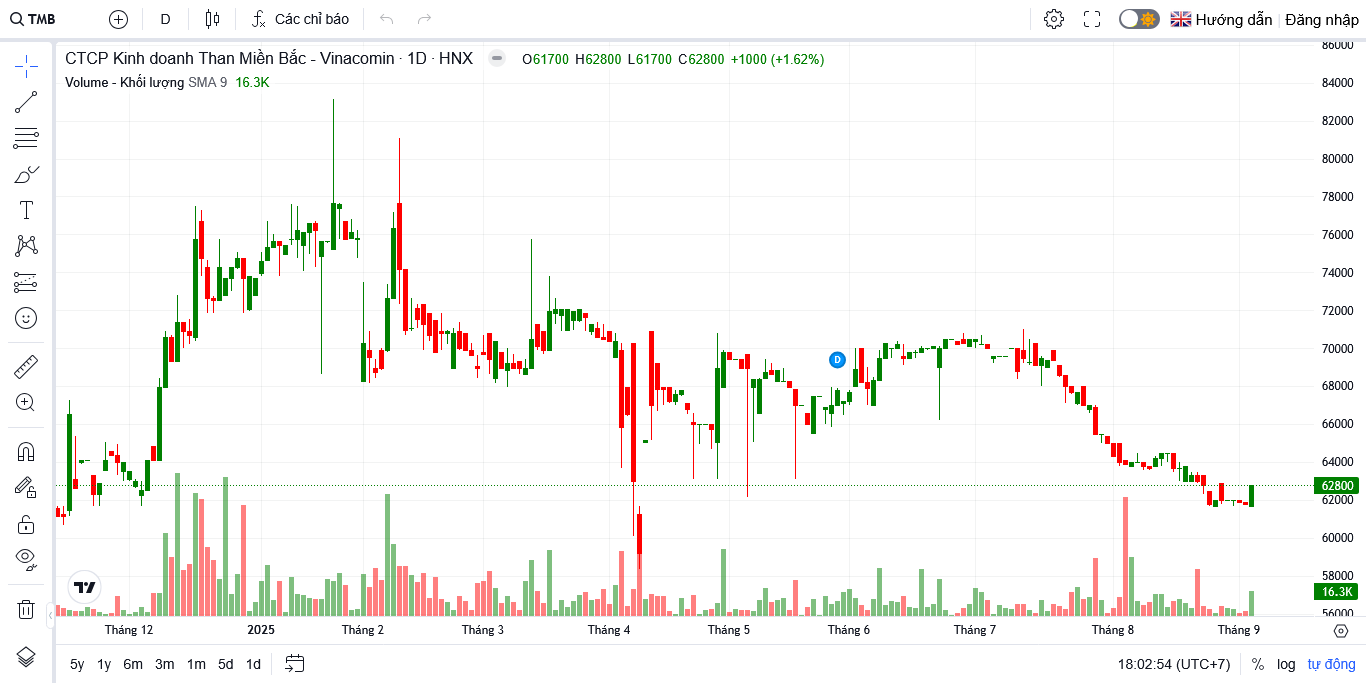 TMB D Các chỉ báo Hướng dẫn Đăng nhập
CTCP Kinh doanh Than Miền Bắc - Vinacomin · 1D · HNX O61700 H62800 L61700 C62800 +1000 (+1.62%)
Volume - Khối lượng SMA 9 16.3K
86000
84000
82000
80000
78000
76000
74000
72000
70000
68000
66000
64000
62800
62000
60000
58000
16.3K
56000
D
Tháng 12 2025 Tháng 2 Tháng 3 Tháng 4 Tháng 5 Tháng 6 Tháng 7 Tháng 8 Tháng 9
5y 1y 6m 3m 1m 5d 1d 18:02:54 (UTC+7) % log tự động